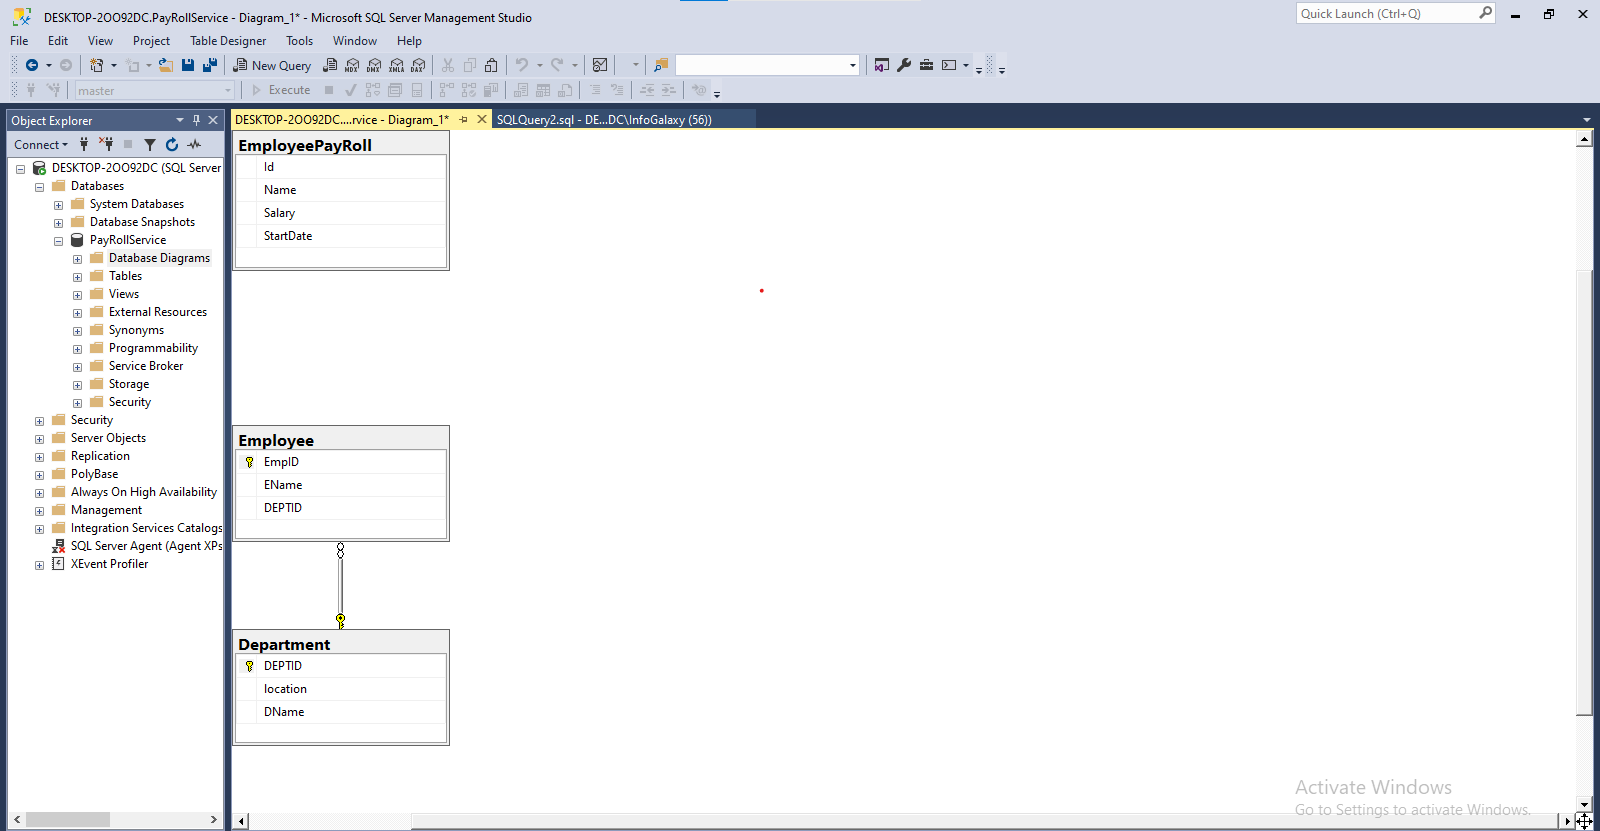 DESKTOP-2OO92DC.PayRollService - Diagram_1* - Microsoft SQL Server Management Studio
Quick Launch (Ctrl+Q)
File Edit View Project Table Designer Tools Window Help
New Query MDX DMX XMLA DAX
master Execute
Object Explorer
DESKTOP-2OO92DC....rvice - Diagram_1* SQLQuery2.sql - DE...DC\InfoGalaxy (56))
Connect
DESKTOP-2OO92DC (SQL Server
Databases
System Databases
Database Snapshots
PayRollService
Database Diagrams
Tables
Views
External Resources
Synonyms
Programmability
Service Broker
Storage
Security
Security
Server Objects
Replication
PolyBase
Always On High Availability
Management
Integration Services Catalogs
SQL Server Agent (Agent XPs
XEvent Profiler
EmployeePayRoll
Id
Name
Salary
StartDate
Employee
EmpID
EName
DEPTID
Department
DEPTID
location
DName
Activate Windows
Go to Settings to activate Windows.